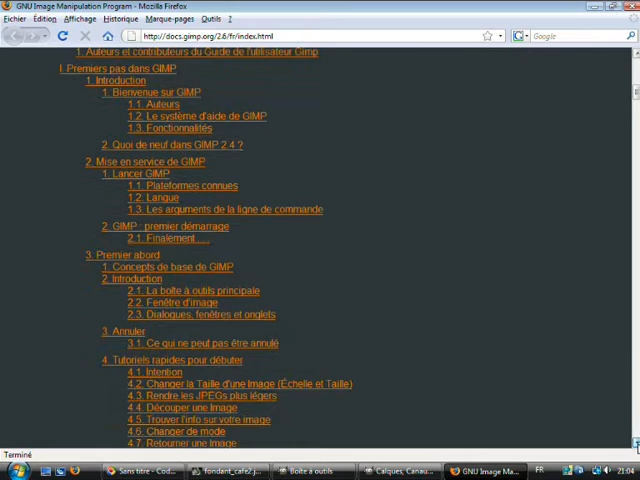 GNU Image Manipulation Program - Mozilla Firefox
Fichier Édition Affichage Historique Marque-pages Outils ?
http://docs.gimp.org/2.6/fr/index.html
Google
1. Auteurs et contributeurs du Guide de l'utilisateur Gimp
I. Premiers pas dans GIMP
1. Introduction
1. Bienvenue sur GIMP
1.1. Auteurs
1.2. Le système d'aide de GIMP
1.3. Fonctionnalités
2. Quoi de neuf dans GIMP 2.4 ?
2. Mise en service de GIMP
1. Lancer GIMP
1.1. Plateformes connues
1.2. Langue
1.3. Les arguments de la ligne de commande
2. GIMP : premier démarrage
2.1. Finalement.....
3. Premier abord
1. Concepts de base de GIMP
2. Introduction
2.1. La boîte à outils principale
2.2. Fenêtre d'image
2.3. Dialogues, fenêtres et onglets
3. Annuler
3.1. Ce qui ne peut pas être annulé
4. Tutoriels rapides pour débuter
4.1. Intention
4.2. Changer la Taille d'une Image (Échelle et Taille)
4.3. Rendre les JPEGs plus légers
4.4. Découper une Image
4.5. Trouver l'info sur votre image
4.6. Changer de mode
4.7. Retourner une Image
Terminé
Sans titre - Cod... fondant_cafe2.j... Boîte à outils Calques, Canau... GNU Image Ma... FR 21:04